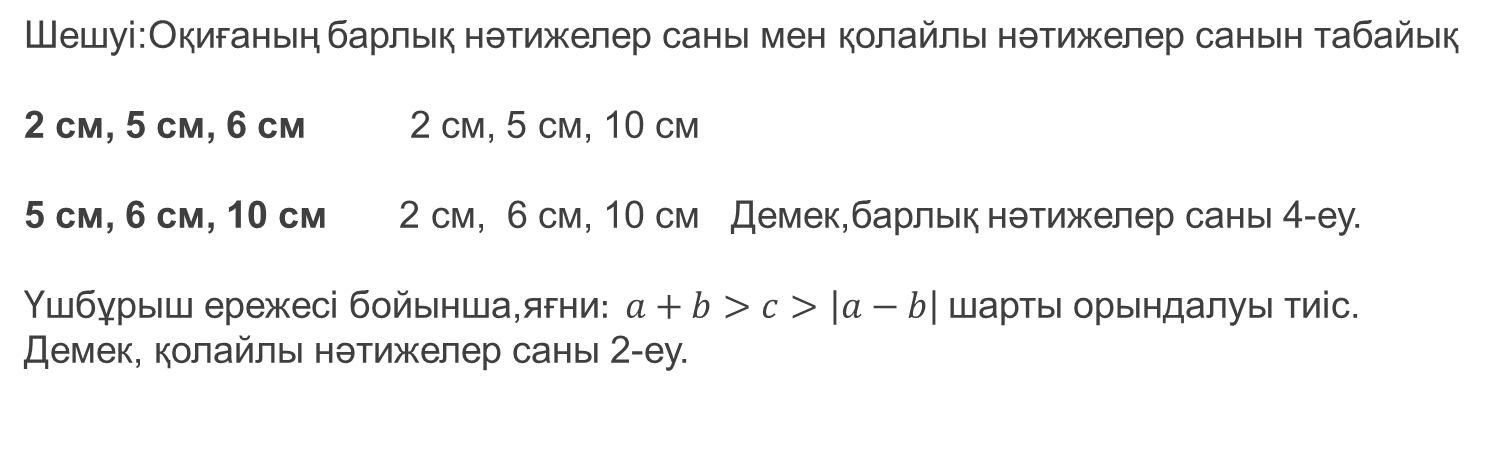 Шешуі:Оқиғаның барлық нәтижелер саны мен қолайлы нәтижелер санын табайық
2 см, 5 см, 6 см 2 см, 5 см, 10 см
5 см, 6 см, 10 см 2 см, 6 см, 10 см Демек,барлық нәтижелер саны 4-еу.
Үшбұрыш ережесі бойынша,яғни: a + b > c > |a − b| шарты орындалуы тиіс.
Демек, қолайлы нәтижелер саны 2-еу.